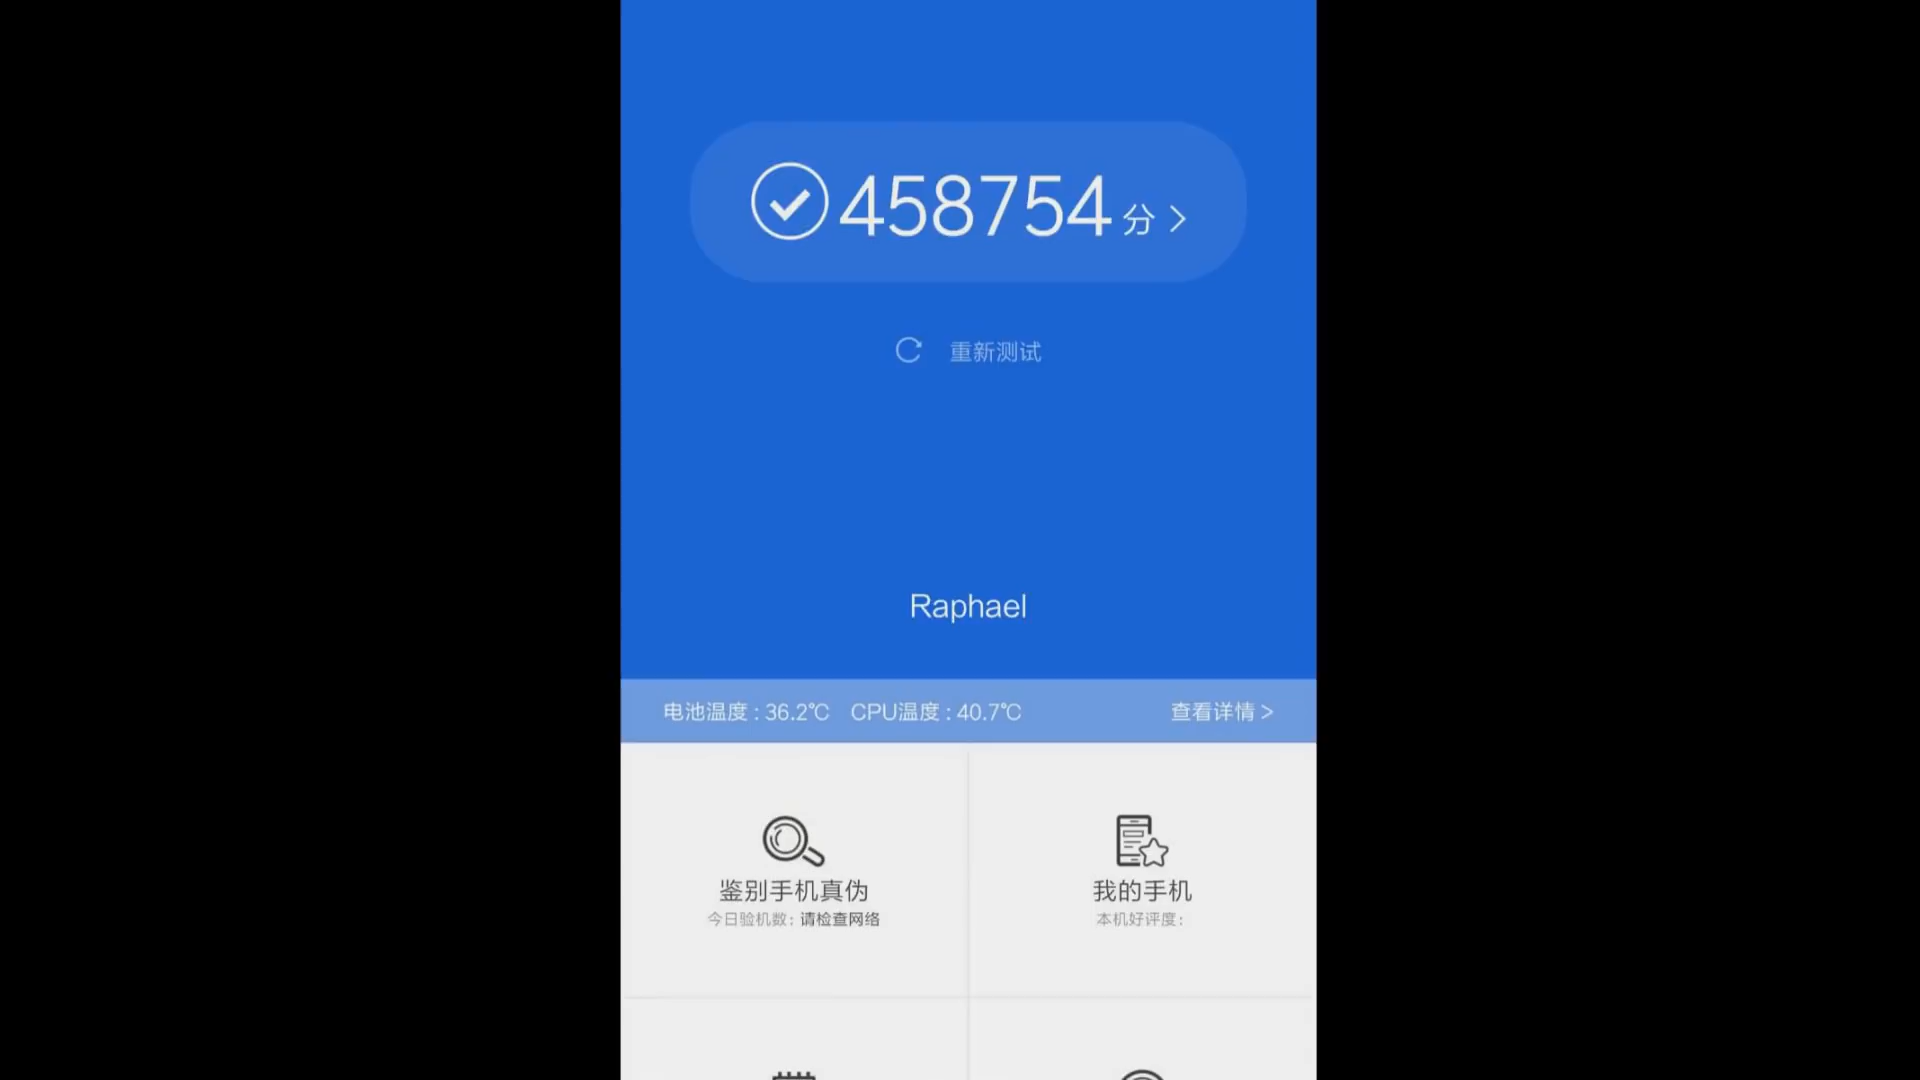 458754分 >
重新测试
Raphael
电池温度 : 36.2℃ CPU温度 : 40.7℃ 查看详情 >
鉴别手机真伪
今日验机数: 请检查网络
我的手机
本机好评度: